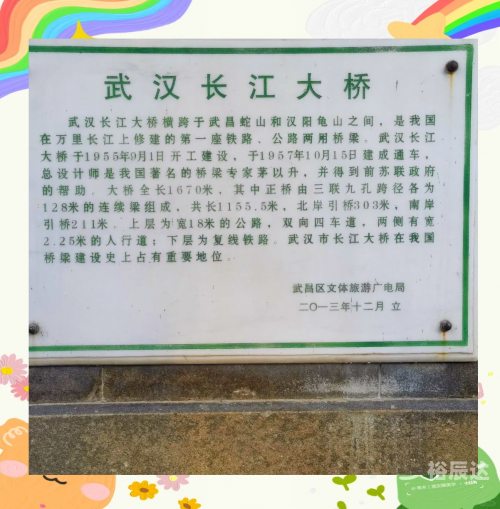 武汉长江大桥
武汉长江大桥横跨于武昌蛇山和汉阳龟山之间，是我国
在万里长江上修建的第一座铁路、公路两用桥梁。武汉长江
大桥于1955年9月1日开工建设，于1957年10月15日建成通车，
总设计师是我国著名的桥梁专家茅以升，并得到前苏联政府
的帮助。大桥全长1670米，其中正桥由三联九孔跨径各为
128米的连续梁组成，共长1155.5米，北岸引桥303米，南岸
引桥211米。上层为宽18米的公路，双向四车道，两侧有宽
2.25米的人行道；下层为复线铁路。武汉市长江大桥在我国
桥梁建设史上占有重要地位。
武昌区文体旅游广电局
二〇一三年十二月 立
裕辰达